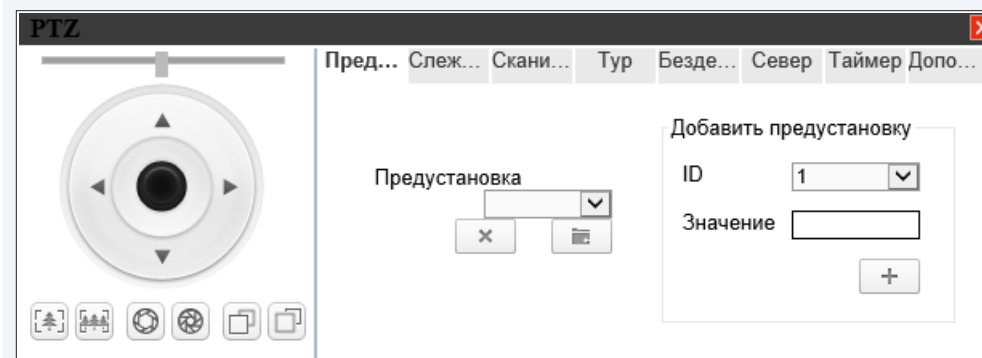 PTZ
Пред... Слеж... Скани... Тур Безде... Север Таймер Допо...
Добавить предустановку
Предустановка
ID 1
Значение